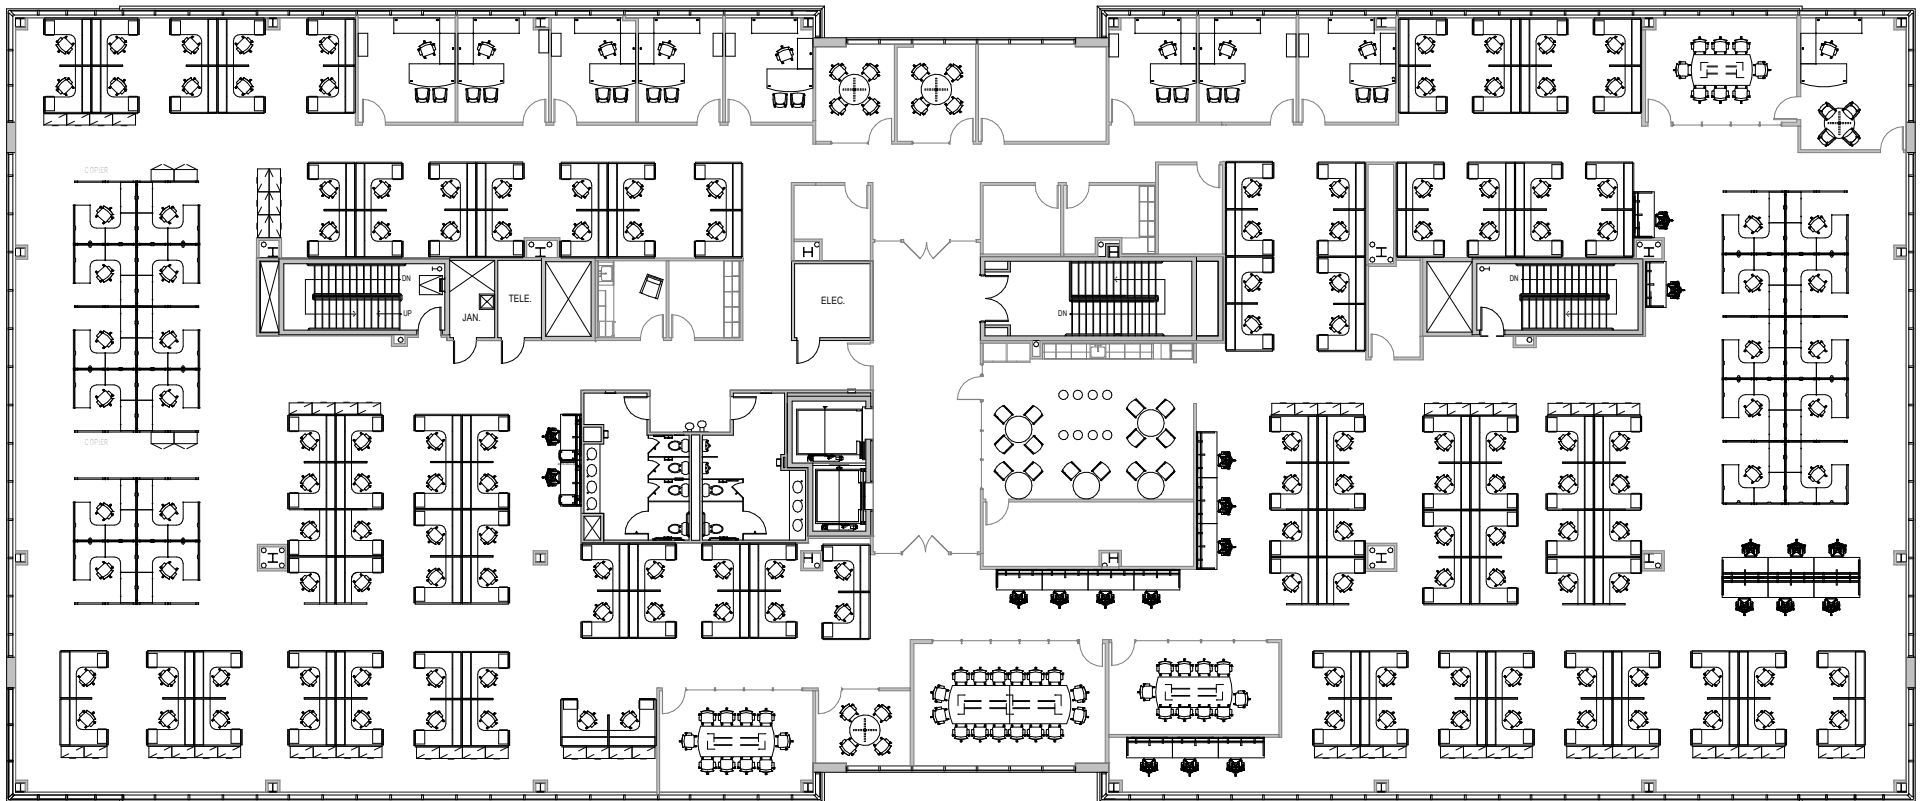 COPIER
DN
UP
TELE.
JAN.
ELEC.
DN
DN
COPIER